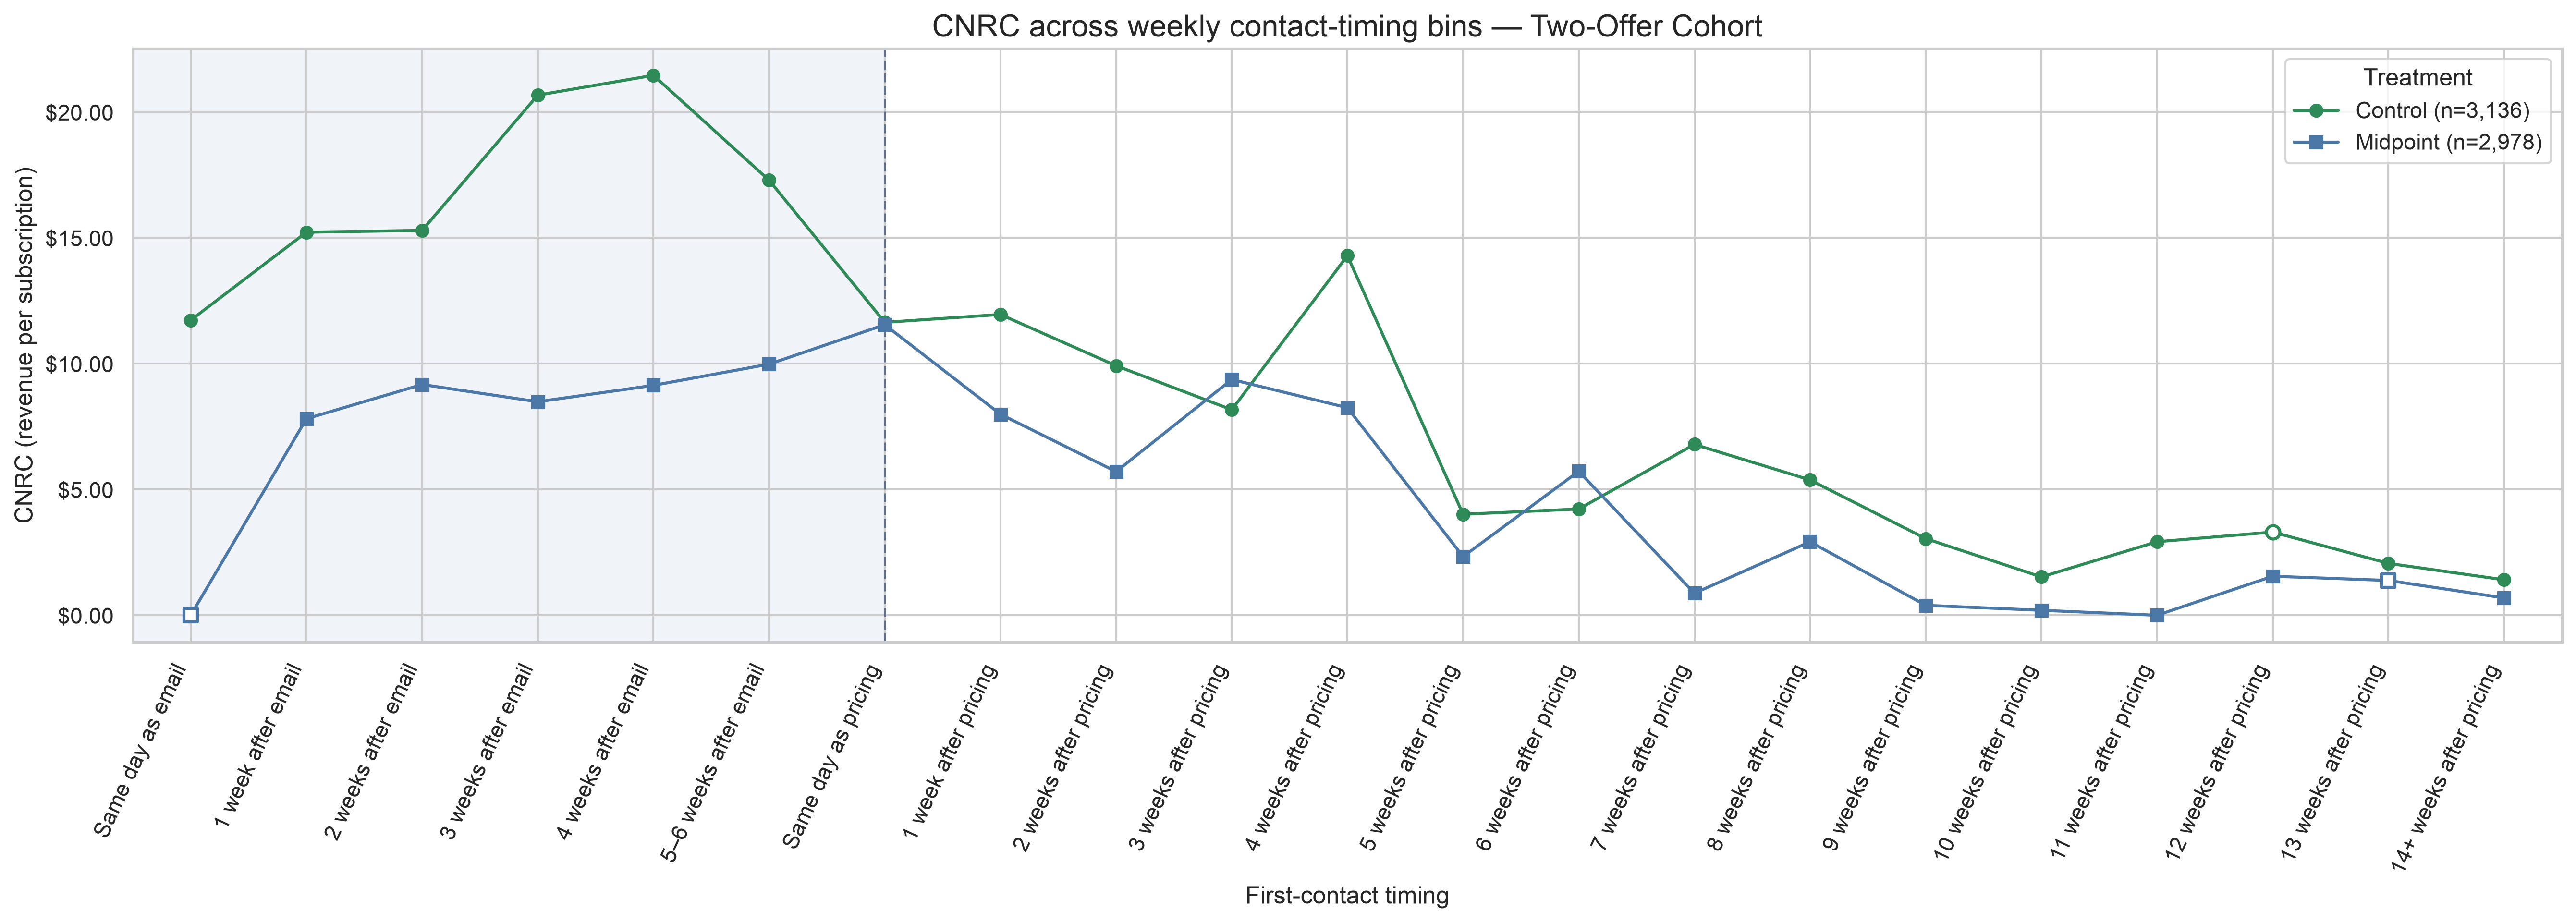 CNRC across weekly contact-timing bins — Two-Offer Cohort
Treatment
Control (n=3,136)
Midpoint (n=2,978)
CNRC (revenue per subscription)
$20.00
$15.00
$10.00
$5.00
$0.00
Same day as email
1 week after email
2 weeks after email
3 weeks after email
4 weeks after email
5–6 weeks after email
Same day as pricing
1 week after pricing
2 weeks after pricing
3 weeks after pricing
4 weeks after pricing
5 weeks after pricing
6 weeks after pricing
7 weeks after pricing
8 weeks after pricing
9 weeks after pricing
10 weeks after pricing
11 weeks after pricing
12 weeks after pricing
13 weeks after pricing
14+ weeks after pricing
First-contact timing